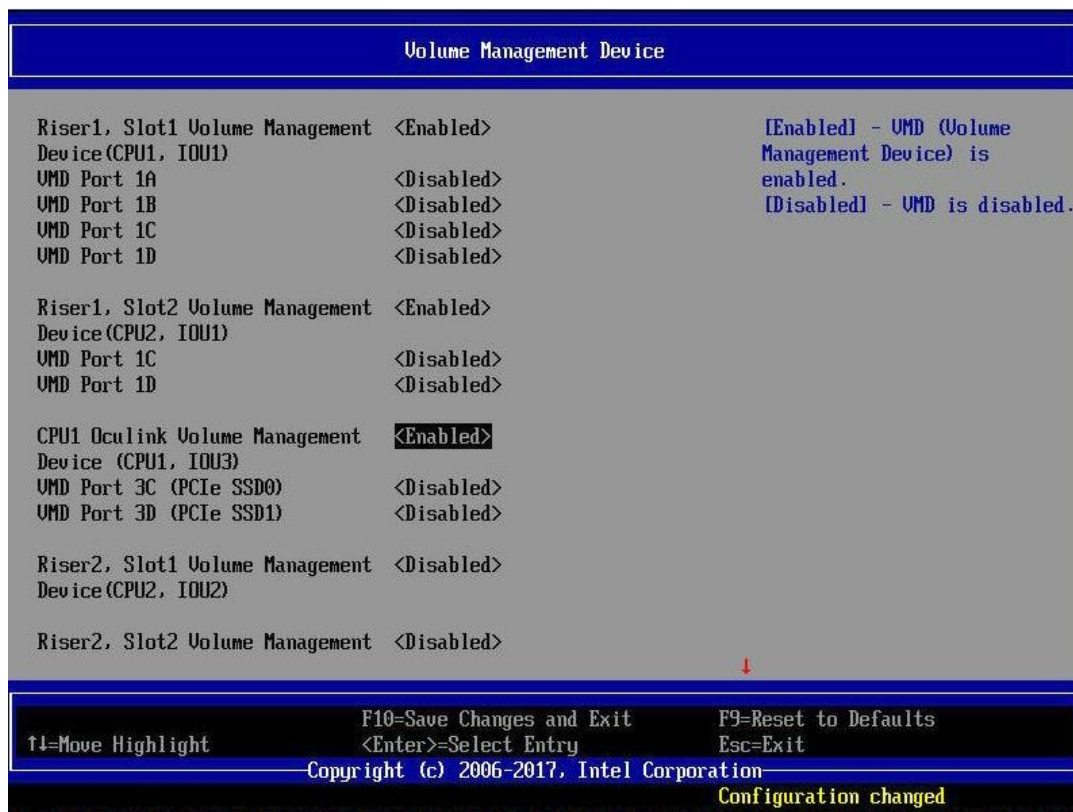 Volume Management Device
Riser1, Slot1 Volume Management <Enabled>
Device(CPU1, IOU1)
VMD Port 1A <Disabled>
VMD Port 1B <Disabled>
VMD Port 1C <Disabled>
VMD Port 1D <Disabled>
Riser1, Slot2 Volume Management <Enabled>
Device(CPU2, IOU1)
VMD Port 1C <Disabled>
VMD Port 1D <Disabled>
CPU1 Oculink Volume Management <Enabled>
Device (CPU1, IOU3)
VMD Port 3C (PCIe SSD0) <Disabled>
VMD Port 3D (PCIe SSD1) <Disabled>
Riser2, Slot1 Volume Management <Disabled>
Device(CPU2, IOU2)
Riser2, Slot2 Volume Management <Disabled>
[Enabled] - VMD (Volume
Management Device) is
enabled.
[Disabled] - VMD is disabled.
↓
F10=Save Changes and Exit F9=Reset to Defaults
↑↓=Move Highlight <Enter>=Select Entry Esc=Exit
Copyright (c) 2006-2017, Intel Corporation
Configuration changed